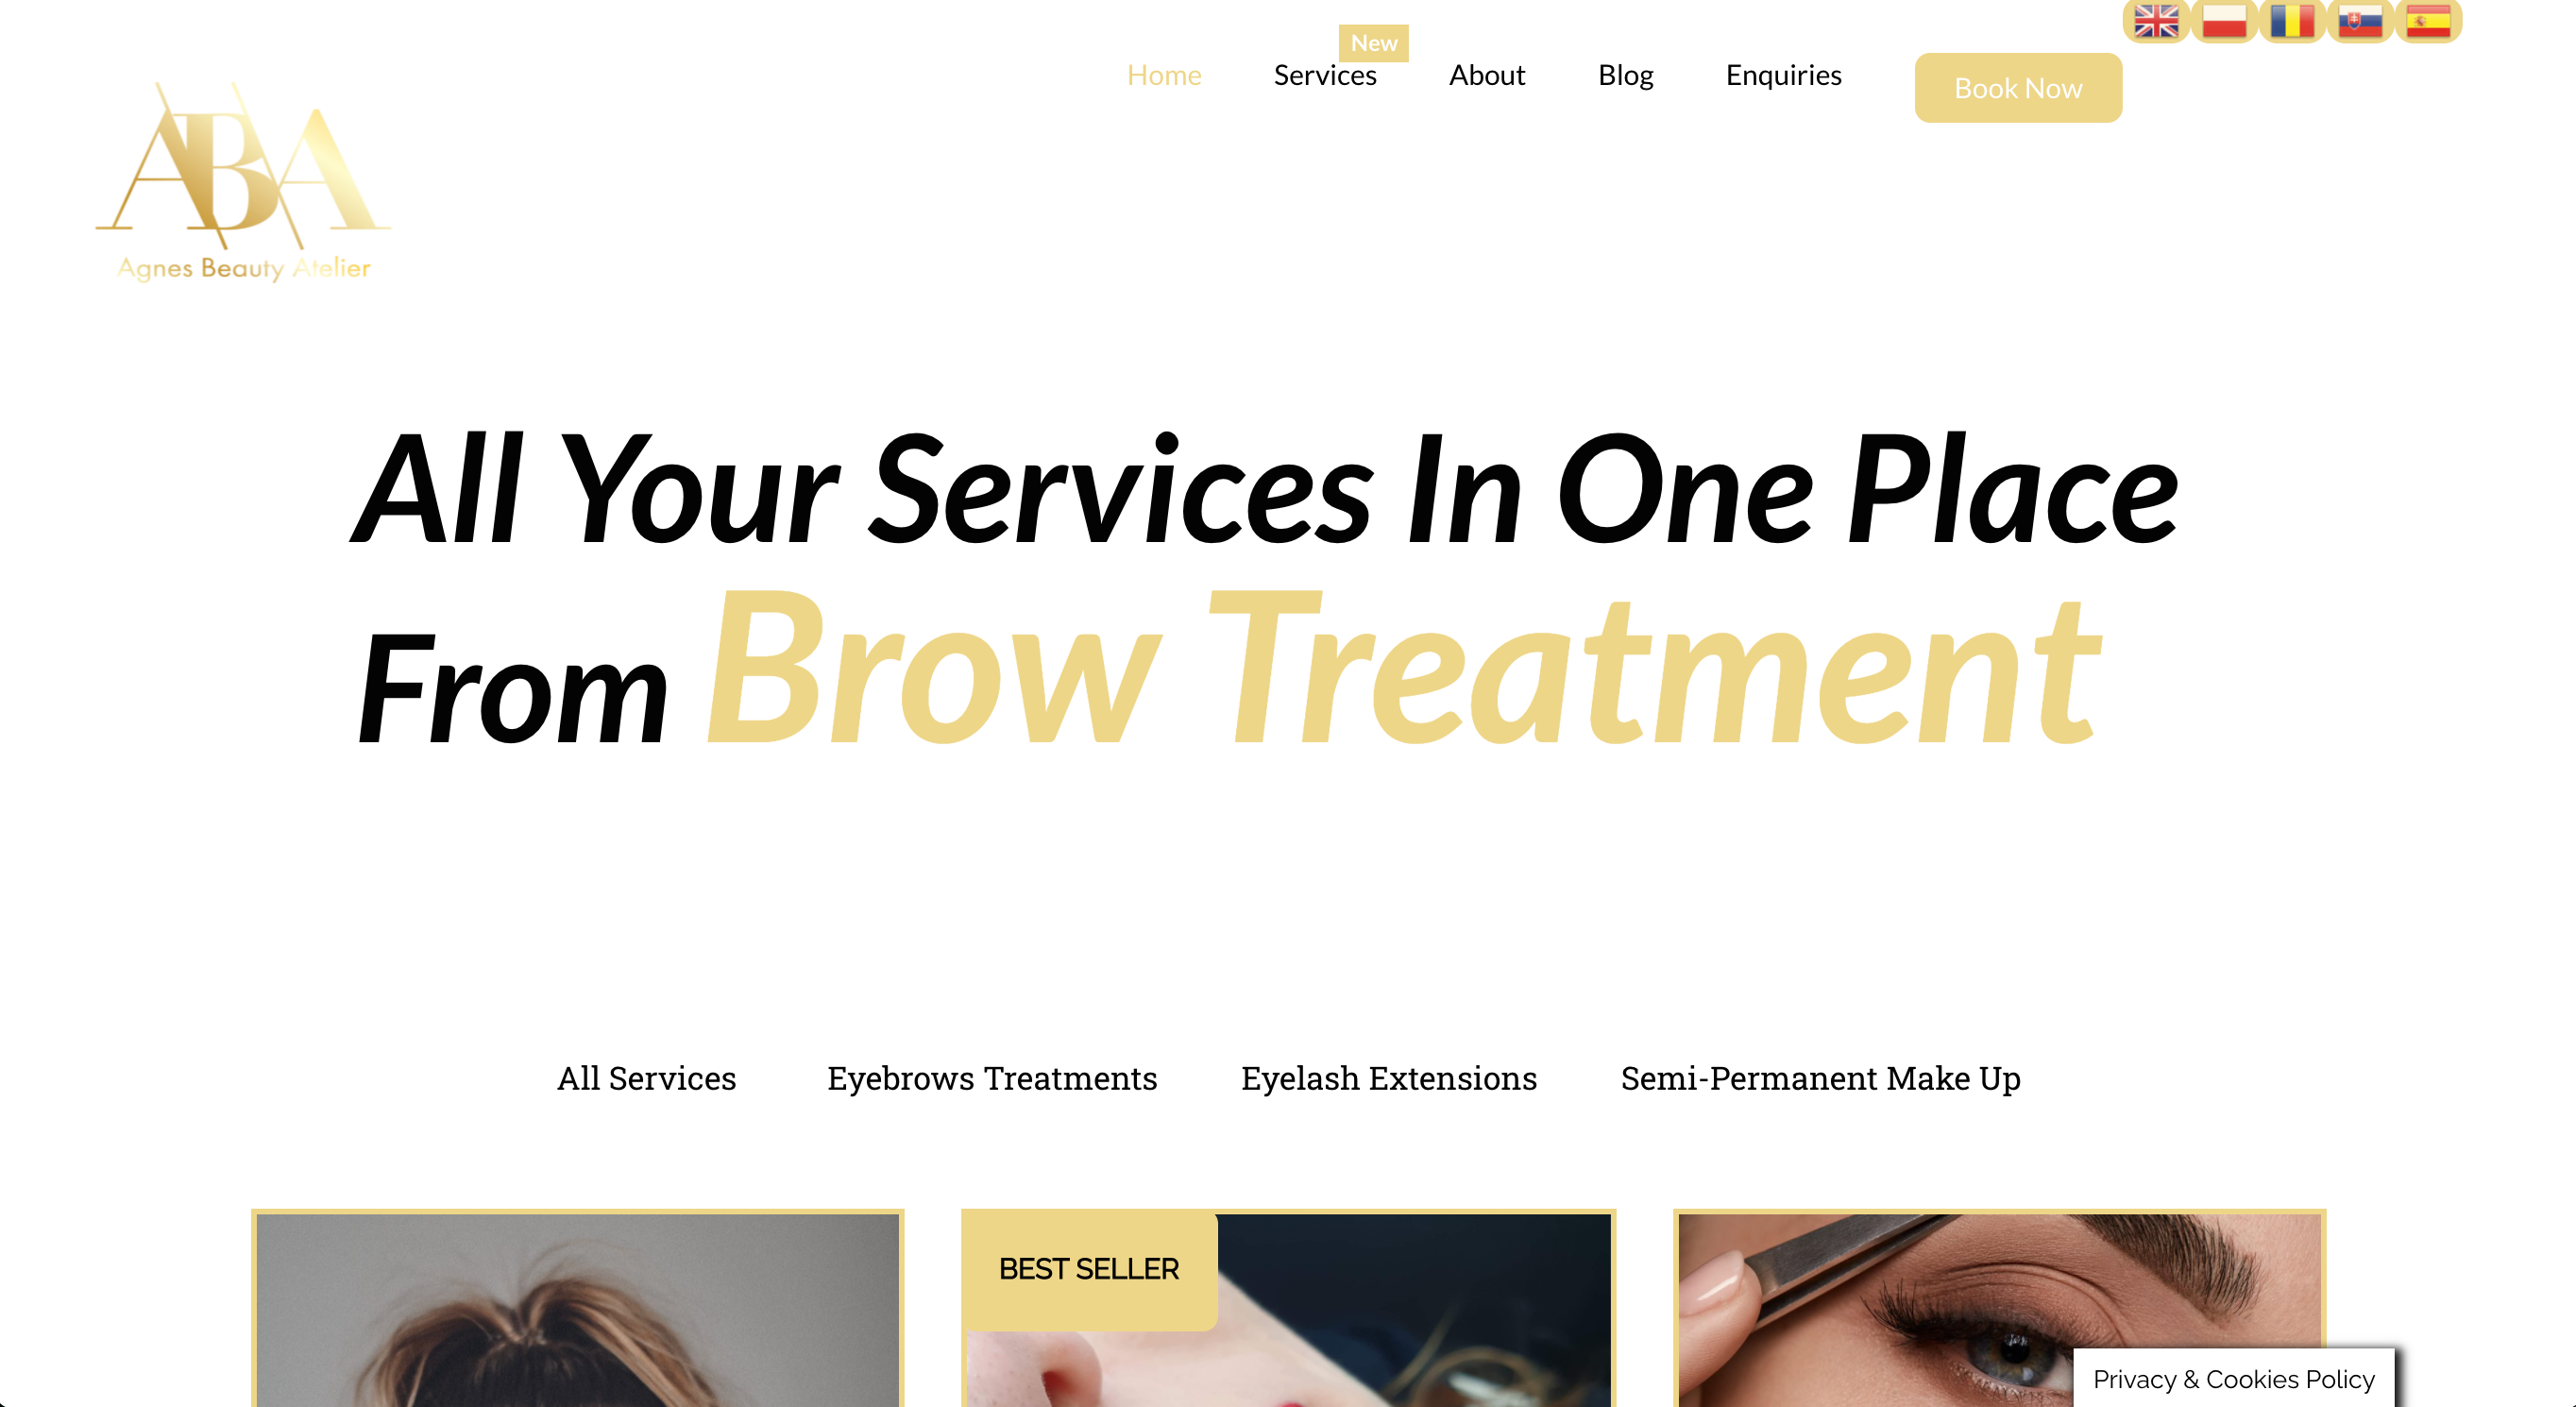 New
Home Services About Blog Enquiries Book Now
ABA
Agnes Beauty Atelier
All Your Services In One Place
From Brow Treatment
All Services Eyebrows Treatments Eyelash Extensions Semi-Permanent Make Up
BEST SELLER
Privacy & Cookies Policy